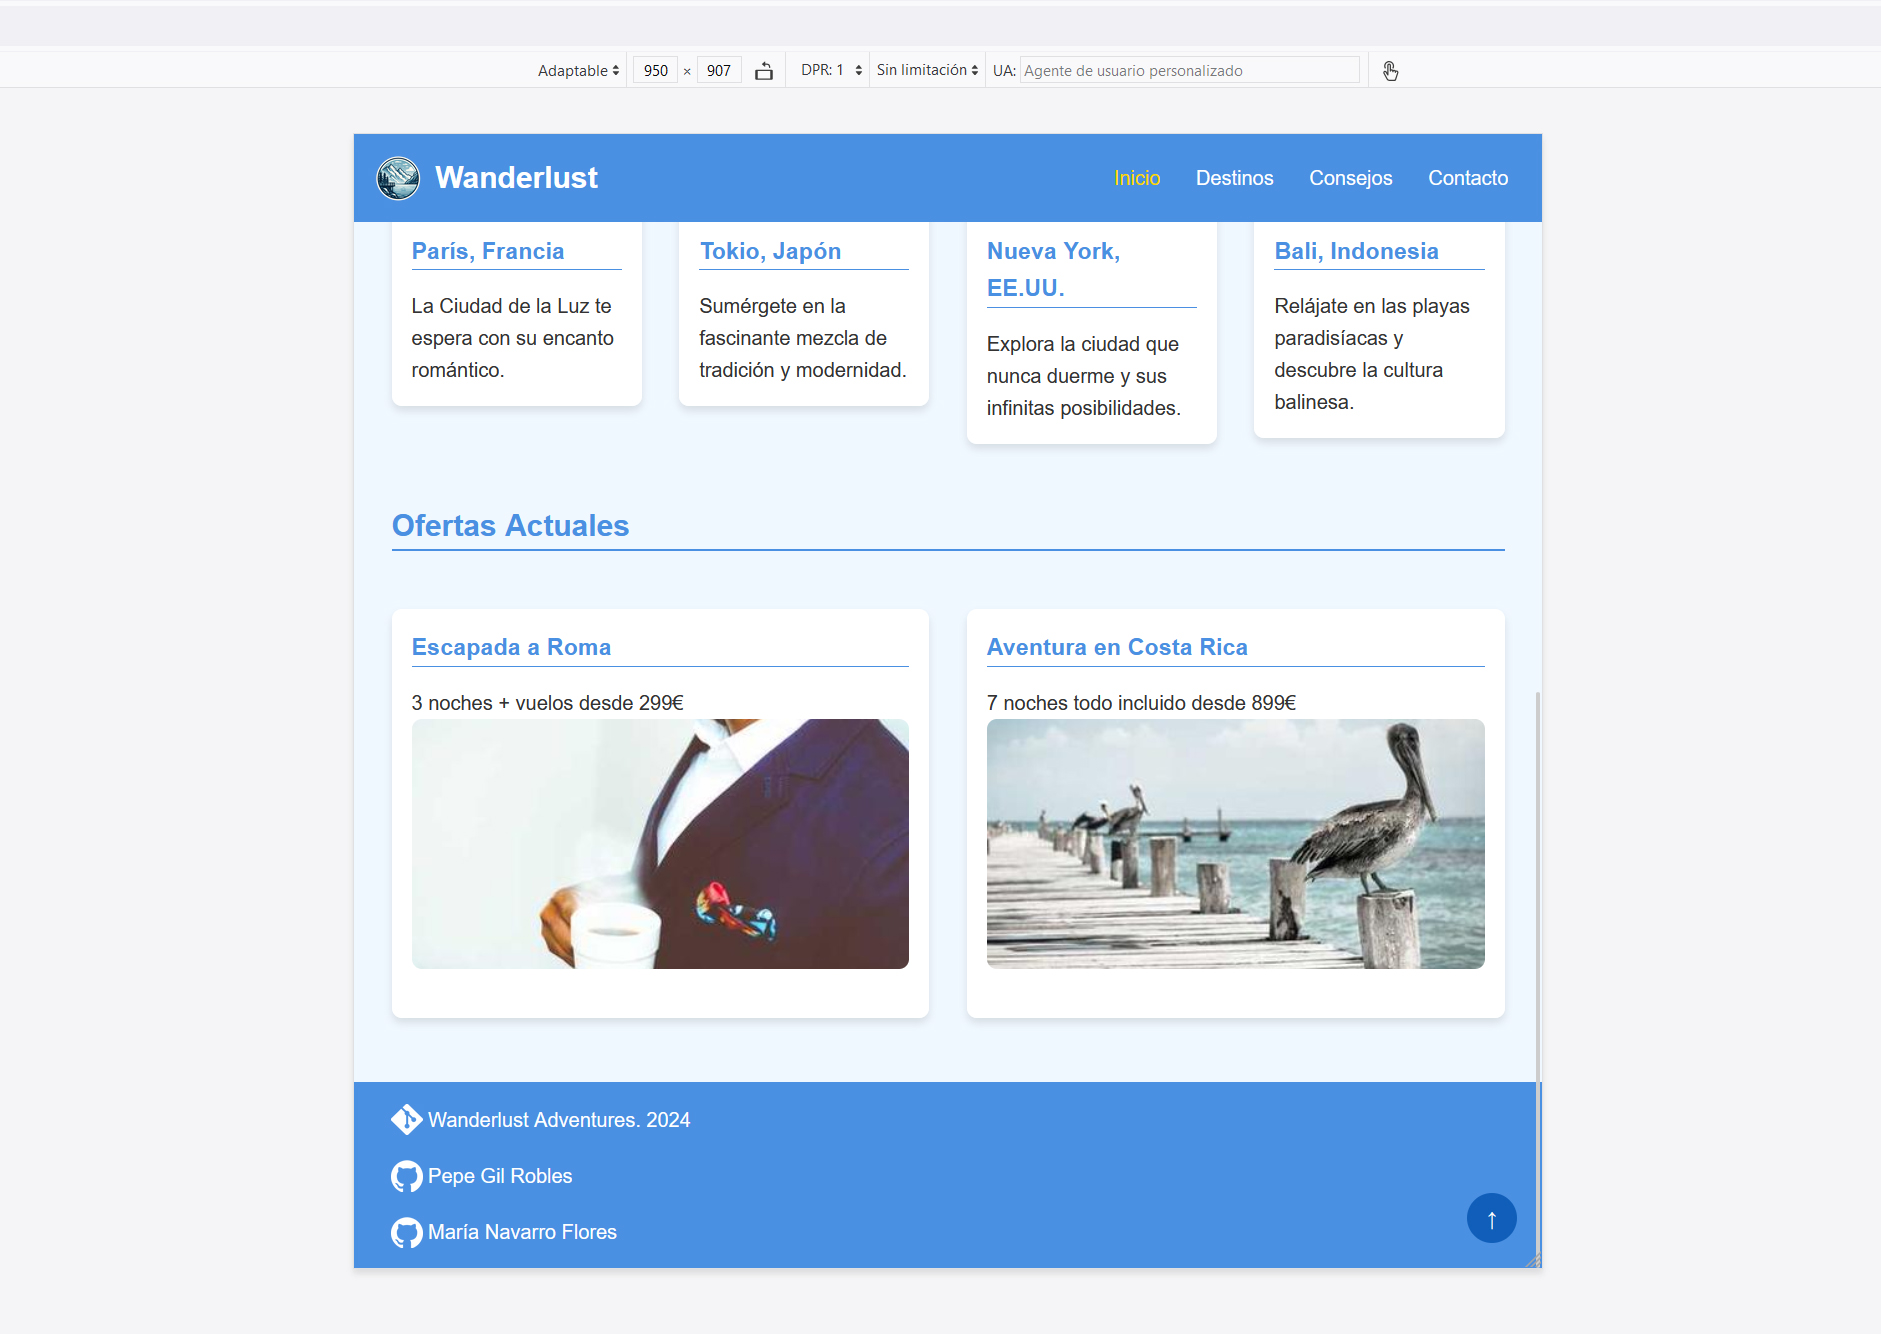 Adaptable 950 × 907 DPR: 1 Sin limitación UA: Agente de usuario personalizado
Wanderlust Inicio Destinos Consejos Contacto
París, Francia
La Ciudad de la Luz te
espera con su encanto
romántico.
Tokio, Japón
Sumérgete en la
fascinante mezcla de
tradición y modernidad.
Nueva York,
EE.UU.
Explora la ciudad que
nunca duerme y sus
infinitas posibilidades.
Bali, Indonesia
Relájate en las playas
paradisíacas y
descubre la cultura
balinesa.
Ofertas Actuales
Escapada a Roma
3 noches + vuelos desde 299€
Aventura en Costa Rica
7 noches todo incluido desde 899€
Wanderlust Adventures. 2024
Pepe Gil Robles
María Navarro Flores
↑